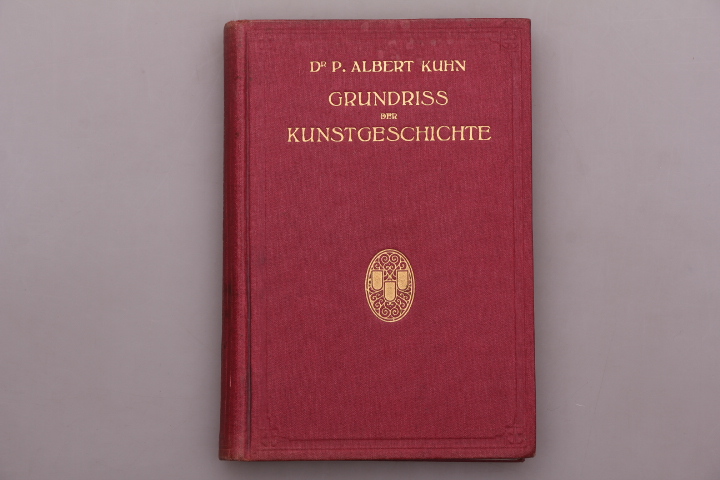 Dr P. ALBERT KUHN
GRUNDRISS
DER
KUNSTGESCHICHTE